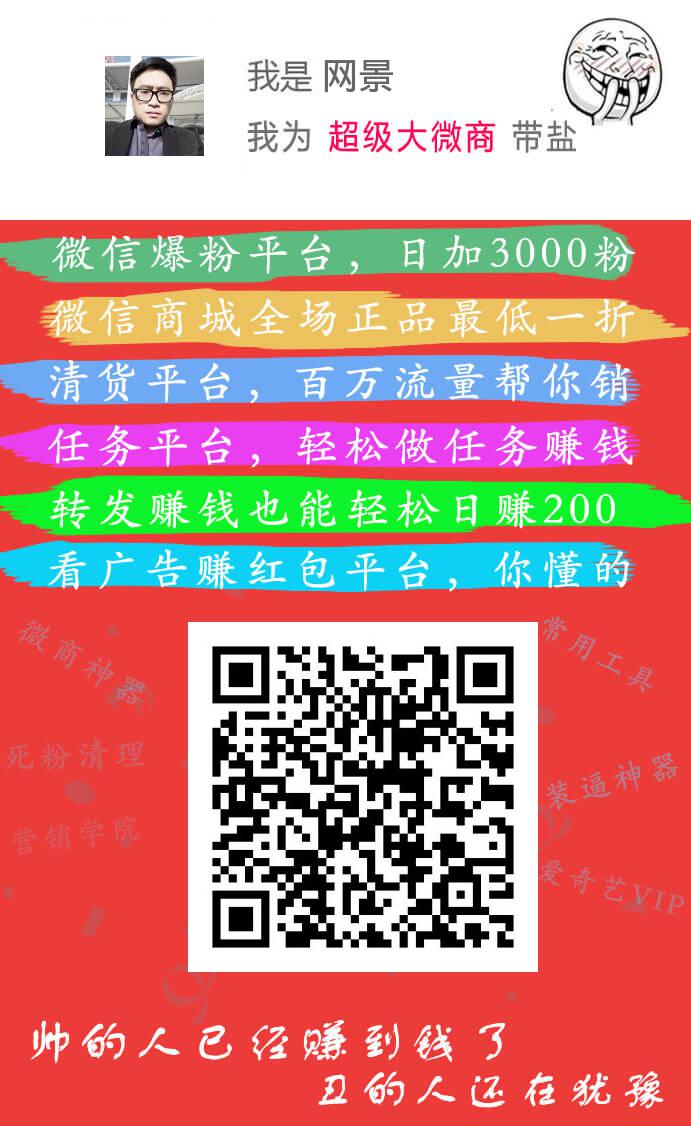 我是 网景
我为 超级大微商 带盐
微信爆粉平台，日加3000粉
微信商城全场正品最低一折
清货平台，百万流量帮你销
任务平台，轻松做任务赚钱
转发赚钱也能轻松日赚200
看广告赚红包平台，你懂的
微商神器
常用工具
死粉清理
装逼神器
营销学院
爱奇艺VIP
帅的人已经赚到钱了
丑的人还在犹豫